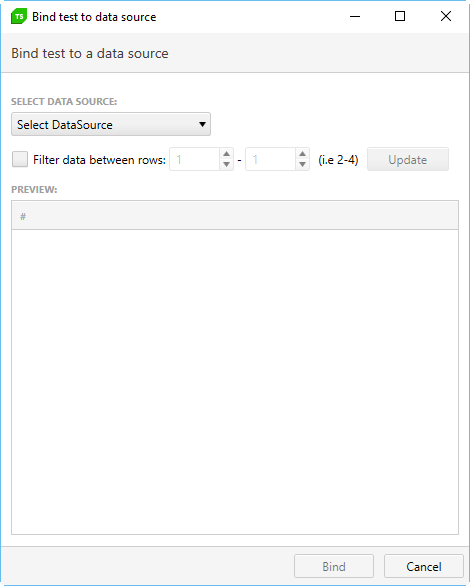 TS Bind test to data source
Bind test to a data source
SELECT DATA SOURCE:
Select DataSource
Filter data between rows: 1 - 1 (i.e 2-4) Update
PREVIEW:
#
Bind Cancel